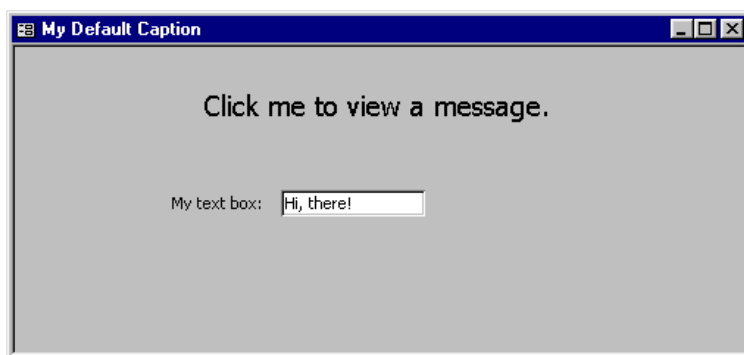 My Default Caption
Click me to view a message.
My text box: Hi, there!